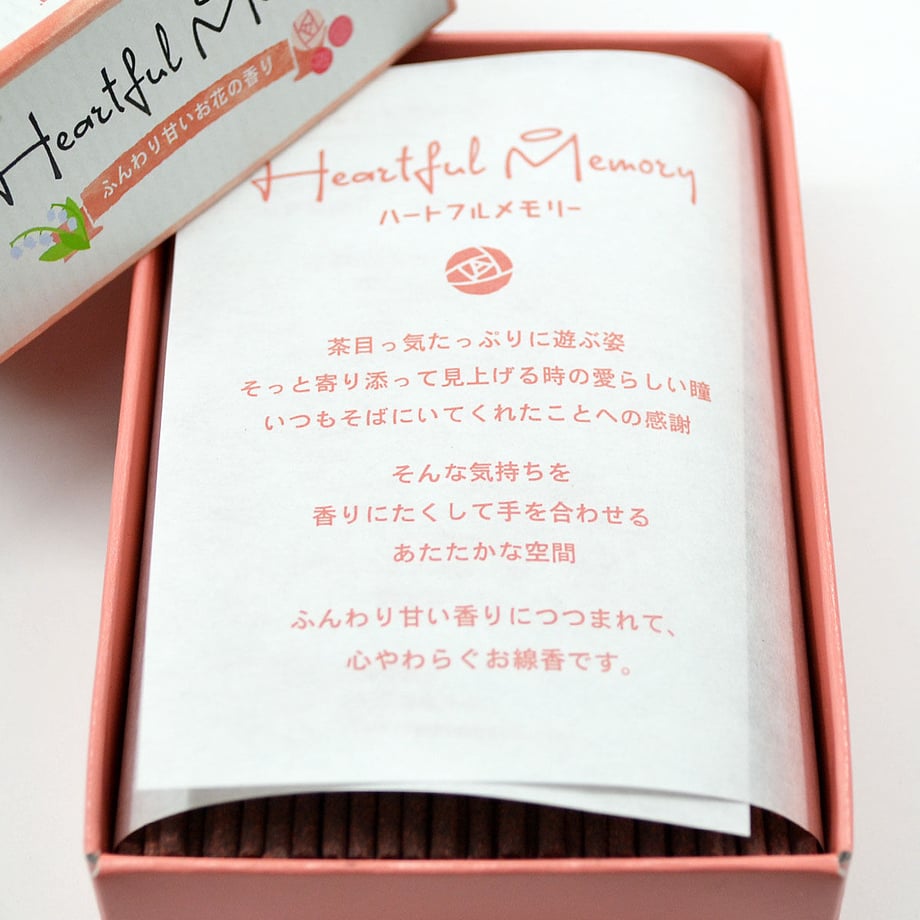 Heartful M
ふんわり甘いお花の香り
Heartful Memory
ハートフルメモリー
茶目っ気たっぷりに遊ぶ姿
そっと寄り添って見上げる時の愛らしい瞳
いつもそばにいてくれたことへの感謝
そんな気持ちを
香りにたくして手を合わせる
あたたかな空間
ふんわり甘い香りにつつまれて、
心やわらぐお線香です。